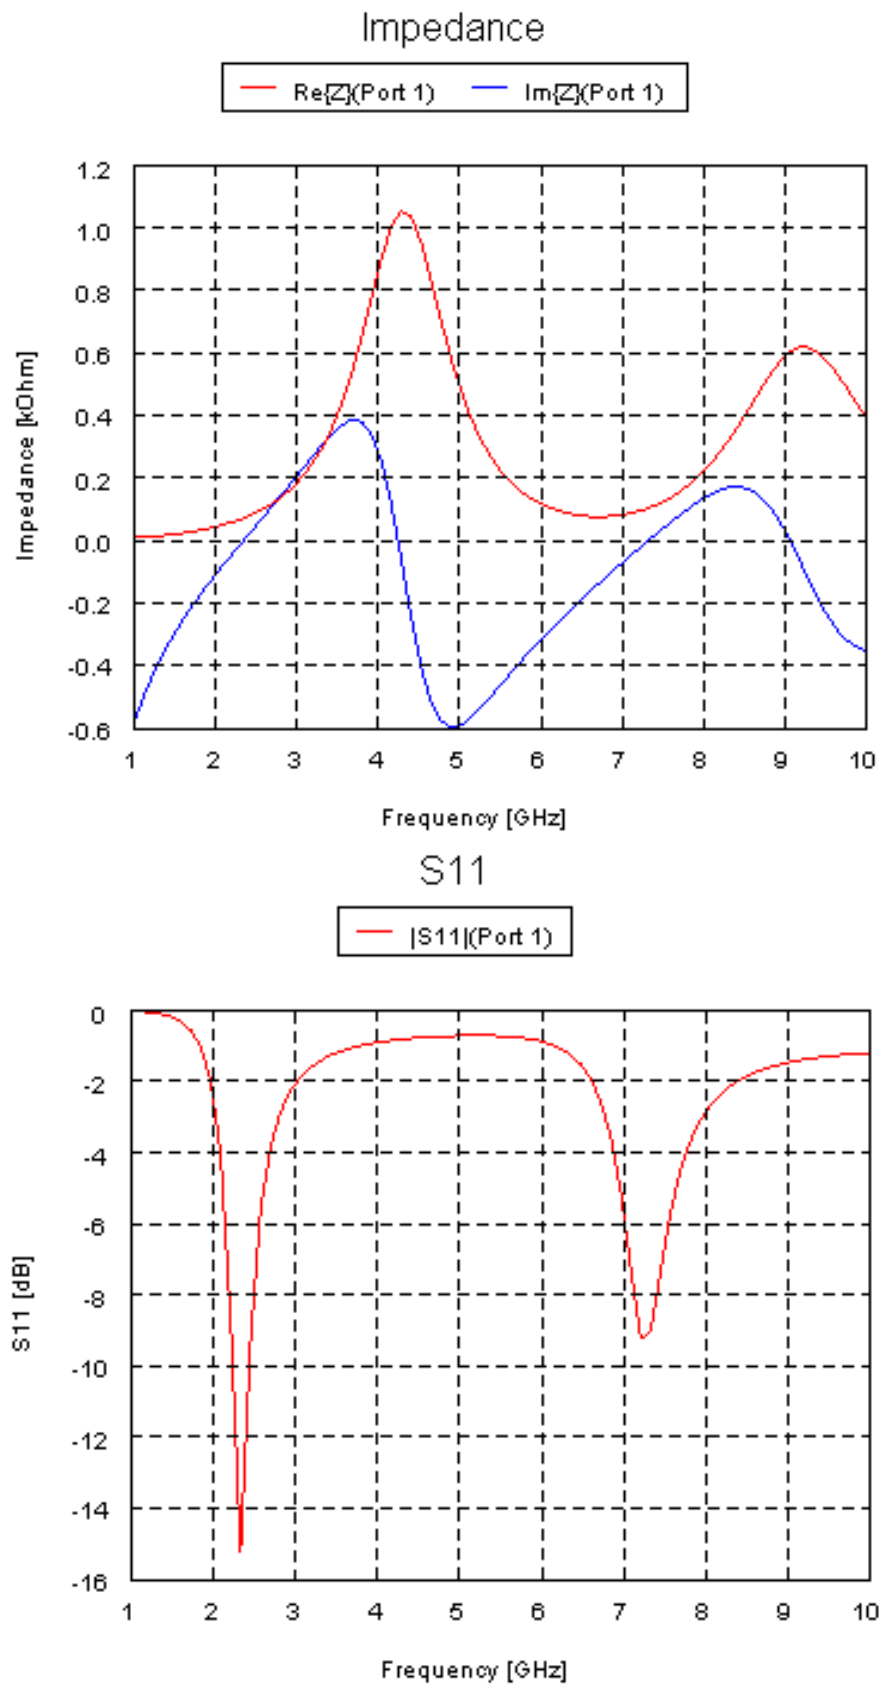 Impedance
Re{Z}(Port 1) Im{Z}(Port 1)
1.2
1.0
0.8
0.6
0.4
0.2
0.0
-0.2
-0.4
-0.6
Impedance [kOhm]
1 2 3 4 5 6 7 8 9 10
Frequency [GHz]
S11
|S11|(Port 1)
0
-2
-4
-6
-8
-10
-12
-14
-16
S11 [dB]
1 2 3 4 5 6 7 8 9 10
Frequency [GHz]